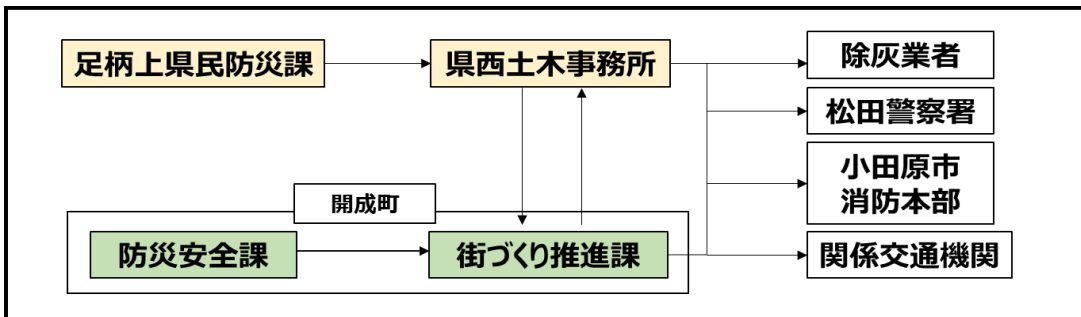 足柄上県民防災課
県西土木事務所
除灰業者
松田警察署
小田原市
消防本部
開成町
防災安全課
街づくり推進課
関係交通機関